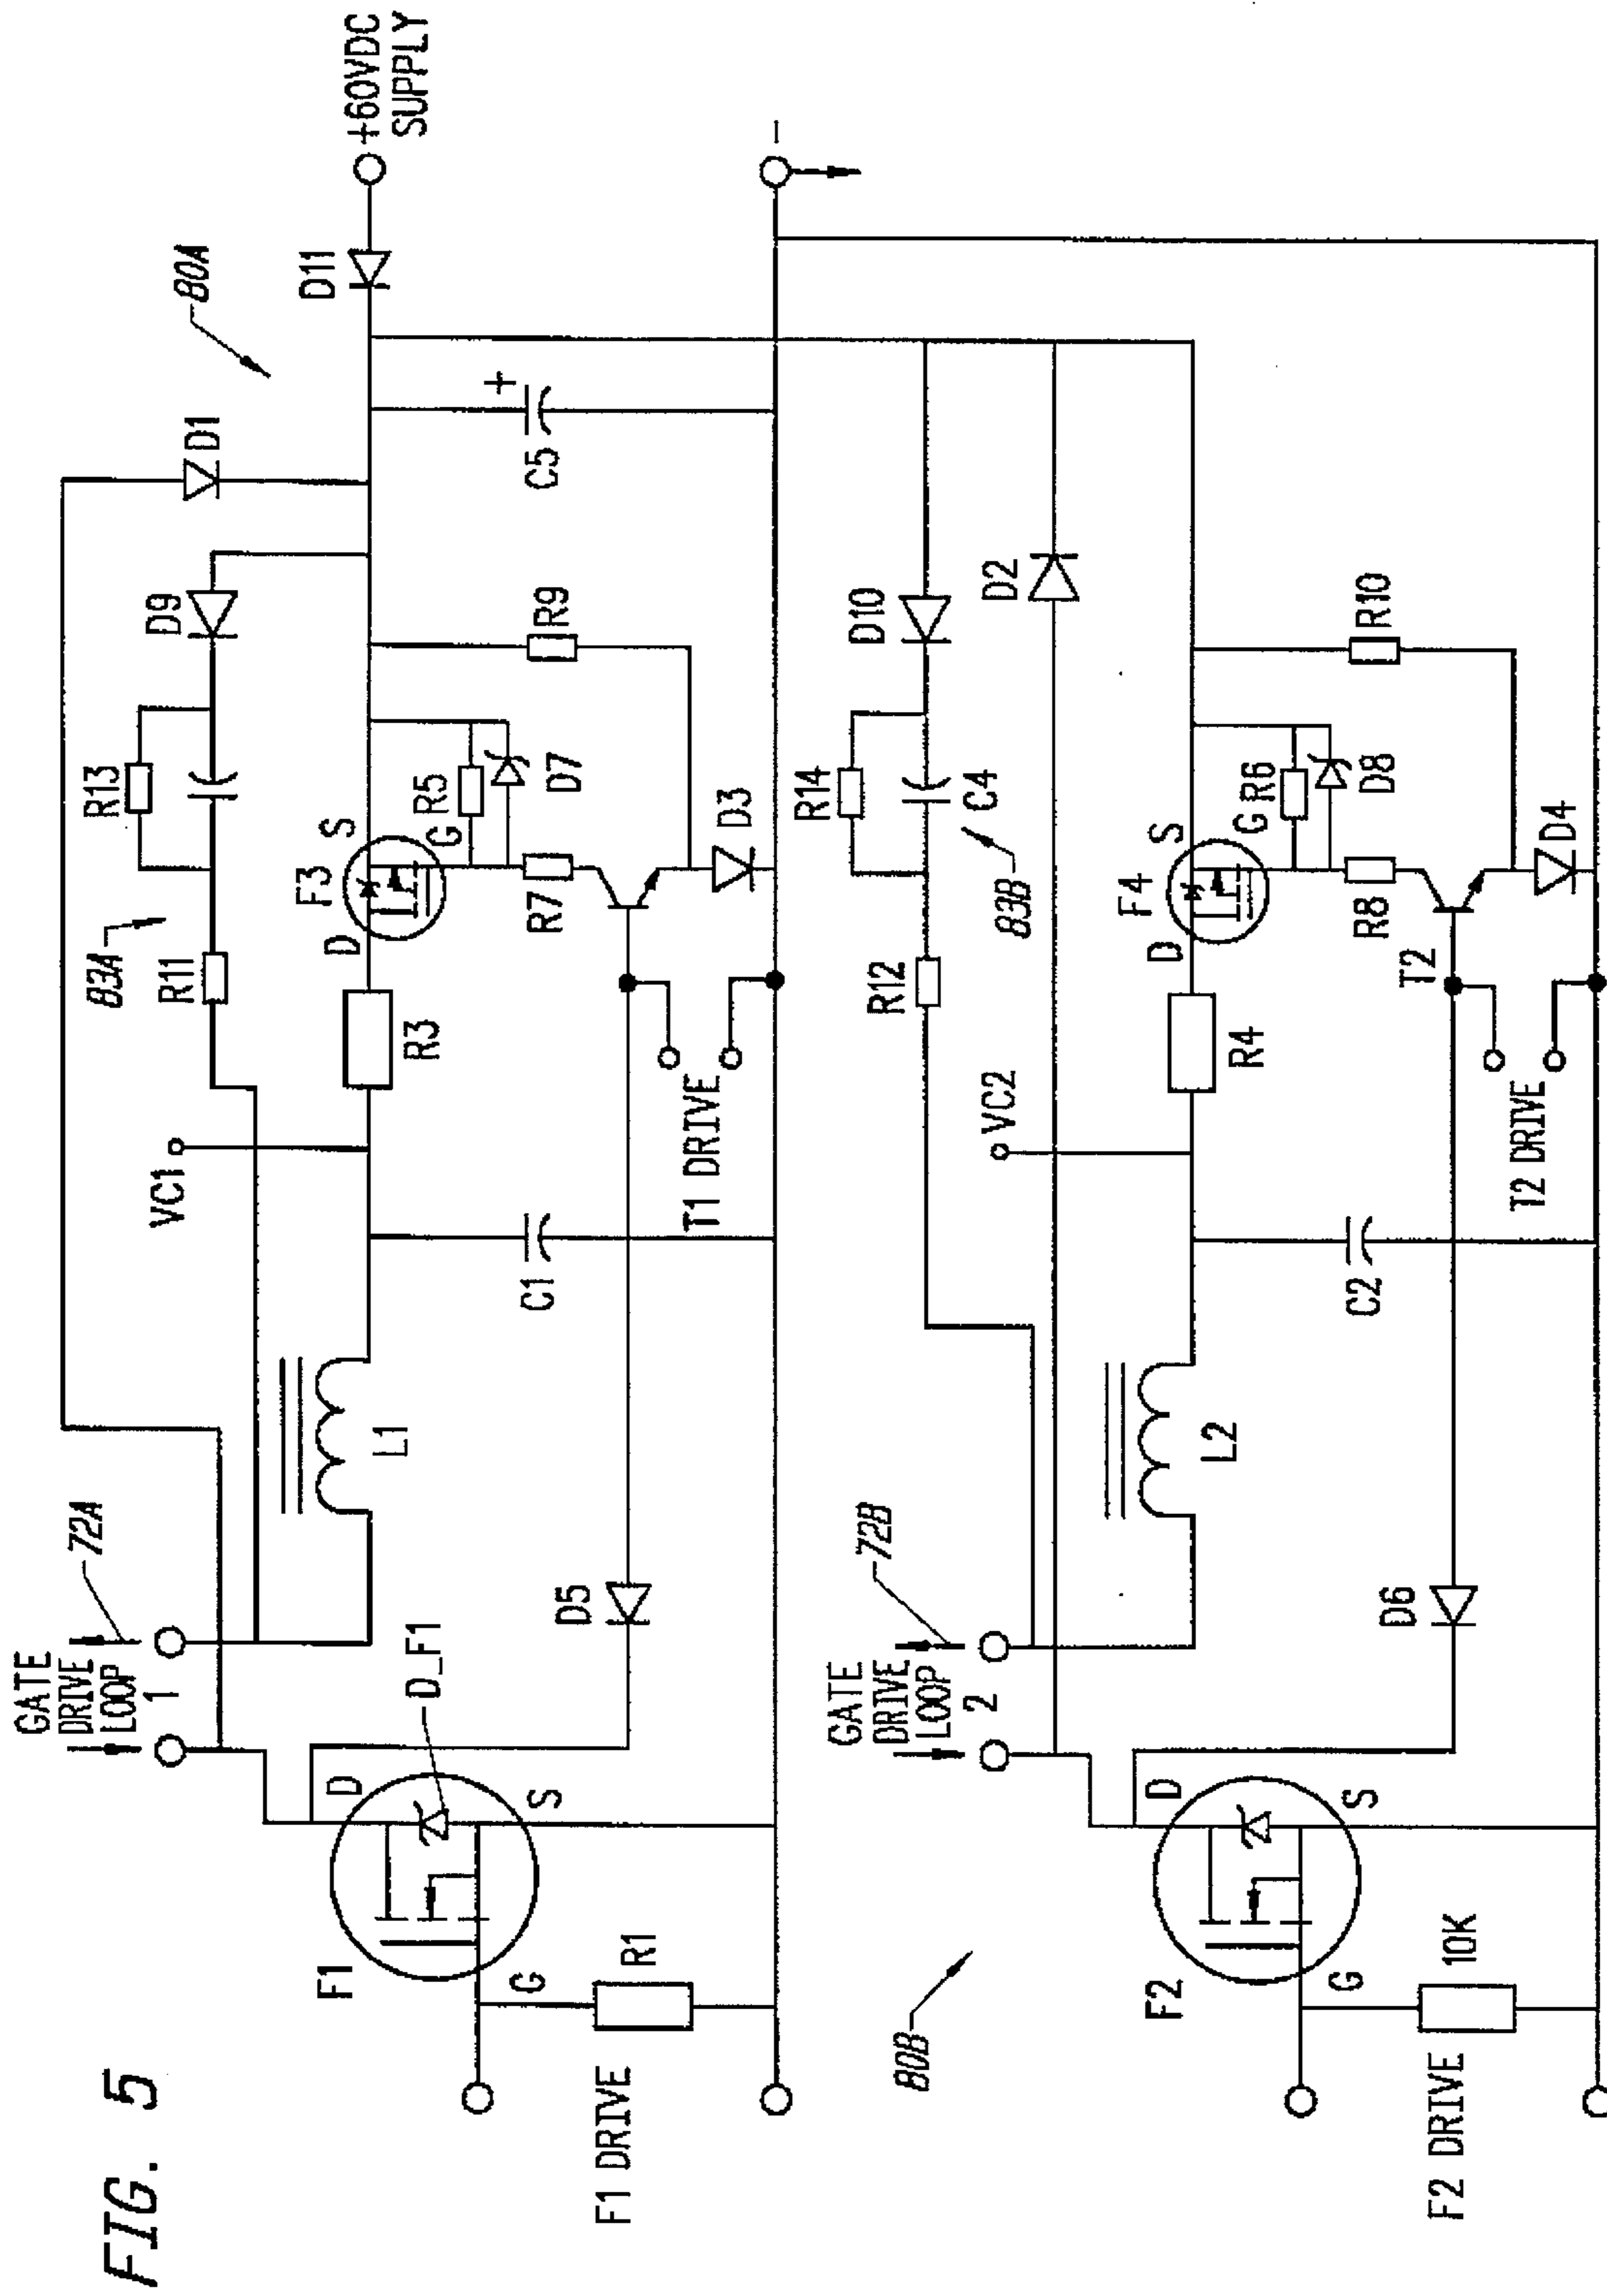 FIG. 5
+60VDC
SUPPLY
-
80A
D11
D1
+
C5
D9
R9
R13
83A
R11
F3
S
G
D
R5
D7
R7
D3
R3
VC1
T1 DRIVE
C1
L1
72A
GATE
DRIVE
LOOP
1
D5
D_F1
D
S
F1
G
R1
F1 DRIVE
D2
D10
R10
R14
C4
83B
R12
F4
S
G
D
R6
D8
R8
D4
T2
R4
VC2
T2 DRIVE
C2
L2
72B
GATE
DRIVE
LOOP
2
D6
D
S
F2
G
10K
80B
F2 DRIVE